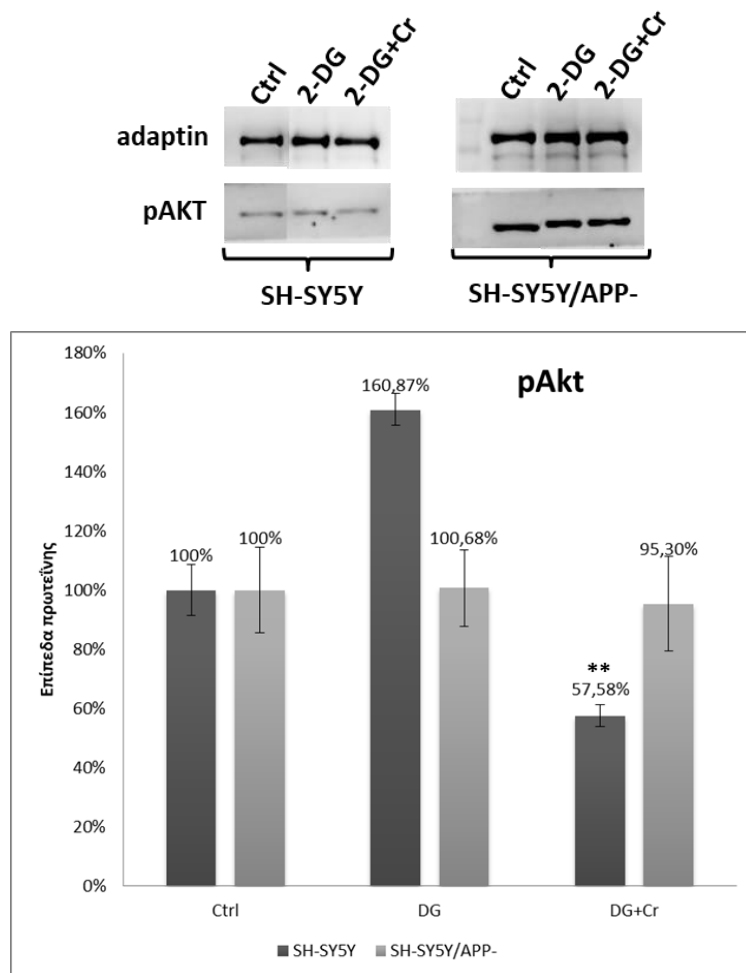 Ctrl 2-DG 2-DG+Cr Ctrl 2-DG 2-DG+Cr
adaptin
pAKT
SH-SY5Y SH-SY5Y/APP-
pAkt
Επίπεδα πρωτεΐνης
180%
160%
140%
120%
100%
80%
60%
40%
20%
0%
100% 100%
160,87% 100,68%
**
57,58% 95,30%
Ctrl DG DG+Cr
SH-SY5Y SH-SY5Y/APP-